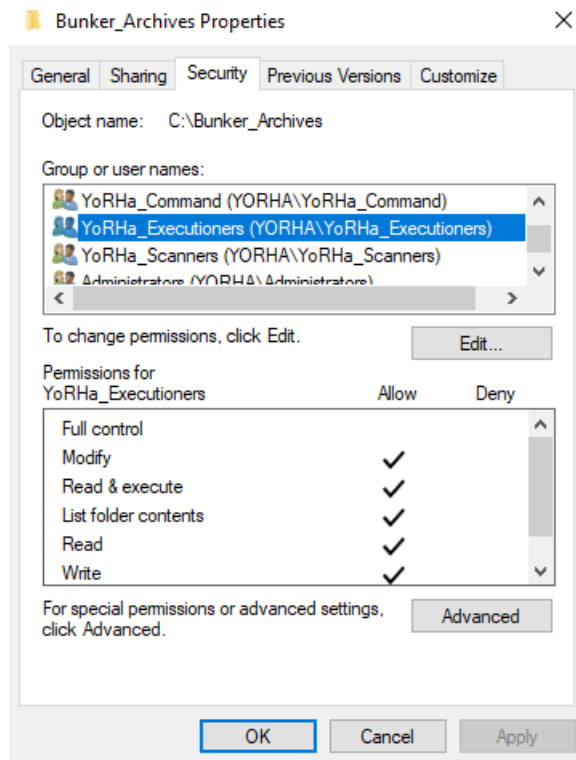 Bunker_Archives Properties
General Sharing Security Previous Versions Customize
Object name: C:\Bunker_Archives
Group or user names:
YoRHa_Command (YORHA\YoRHa_Command)
YoRHa_Executioners (YORHA\YoRHa_Executioners)
YoRHa_Scanners (YORHA\YoRHa_Scanners)
Administrators (YORHA\Administrators)
To change permissions, click Edit.
Edit...
Permissions for
YoRHa_Executioners Allow Deny
Full control
Modify
Read & execute
List folder contents
Read
Write
For special permissions or advanced settings,
click Advanced.
Advanced
OK Cancel Apply